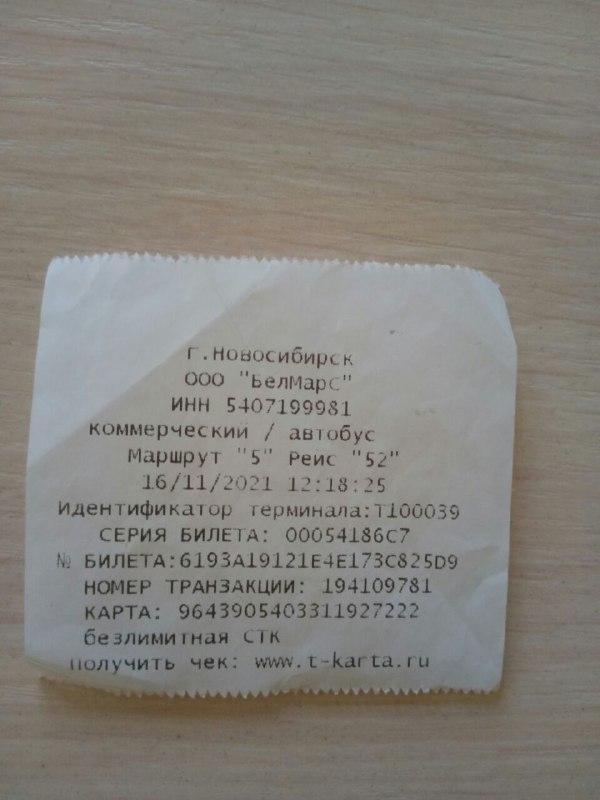 г.Новосибирск
ООО "БелМарс"
ИНН 5407199981
коммерческий / автобус
Маршрут "5" Рейс "52"
16/11/2021 12:18:25
идентификатор терминала:T100039
СЕРИЯ БИЛЕТА: 00054186C7
№ БИЛЕТА:6193A19121E4E173C825D9
НОМЕР ТРАНЗАКЦИИ: 194109781
КАРТА: 9643905403311927222
безлимитная СТК
получить чек: www.t-karta.ru